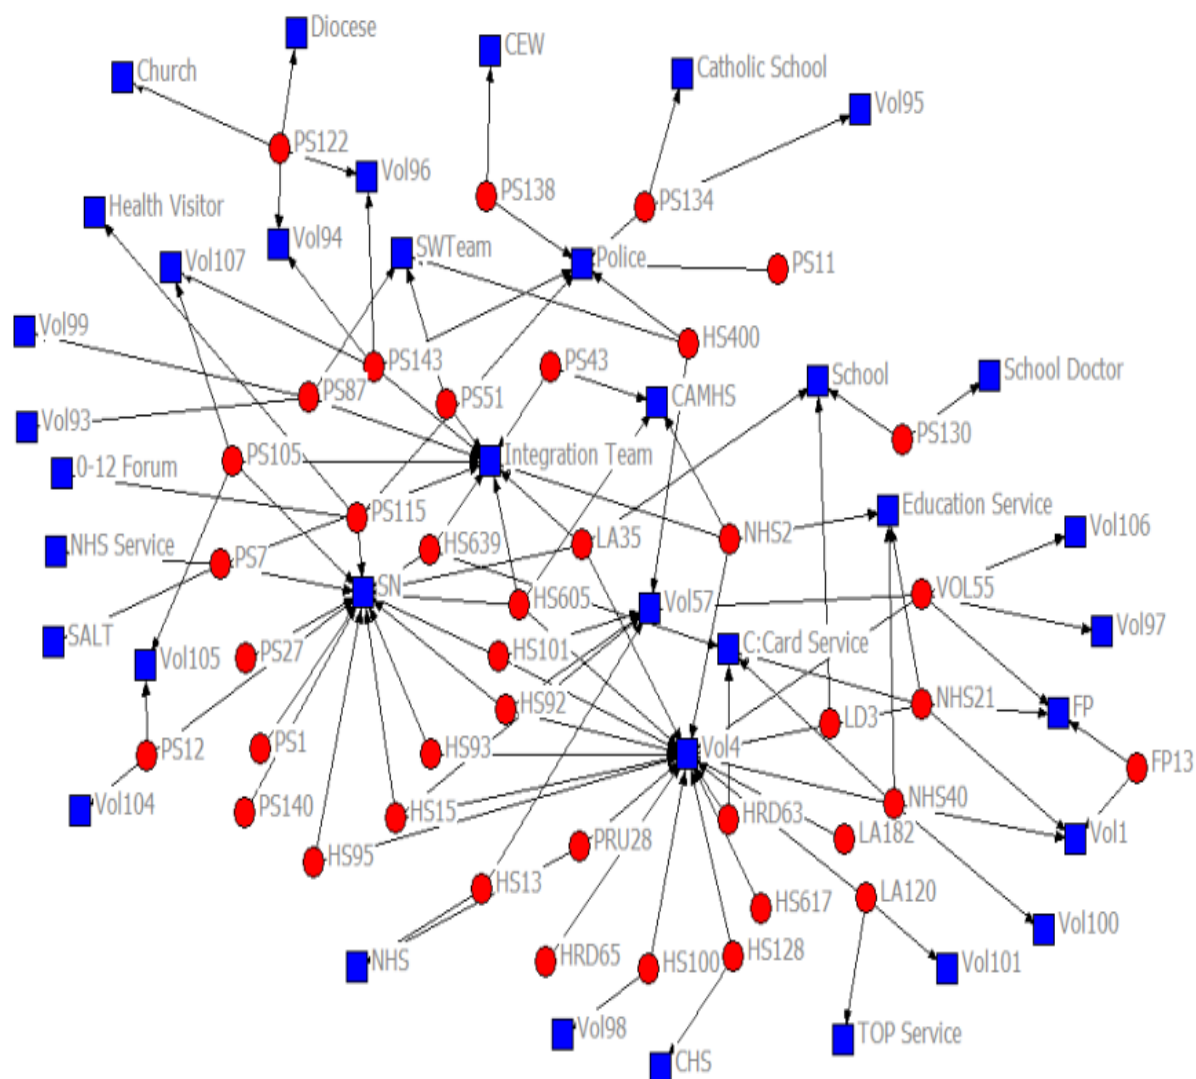 Diocese
CEW
Church
Catholic School
Vol95
PS122
Vol96
PS138
PS134
Health Visitor
Vol94
SWTeam
Police
Vol107
PS11
Vol99
HS400
PS143
PS43
School
School Doctor
PS87
PS51
CAMHS
Vol93
PS130
PS105
Integration Team
0-12 Forum
Education Service
PS115
Vol106
NHS Service
PS7
HS639
LA35
NHS2
SN
HS605
Vol57
VOL55
SALT
Vol97
PS27
Vol105
HS101
C:Card Service
HS92
NHS21
FP
LD3
PS12
PS1
HS93
Vol4
FP13
Vol104
PS140
HS15
HRD63
NHS40
LA182
Vol1
HS95
PRU28
HS13
HS617
LA120
Vol100
NHS
HRD65
HS100
HS128
Vol101
Vol98
CHS
TOP Service